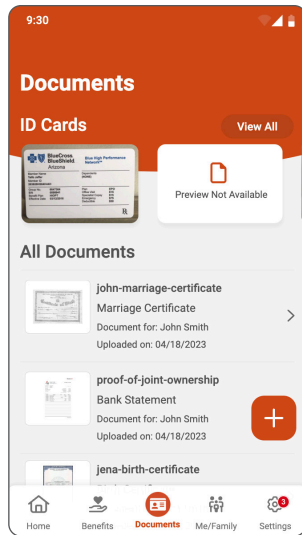 9:30
Documents
ID Cards
View All
BlueCross
BlueShield
Arizona
Blue High Performance
Network
Preview Not Available
All Documents
john-marriage-certificate
Marriage Certificate
Document for: John Smith
Uploaded on: 04/18/2023
proof-of-joint-ownership
Bank Statement
Document for: John Smith
Uploaded on: 04/18/2023
jena-birth-certificate
Home
Benefits
Documents
Me/Family
3
Settings